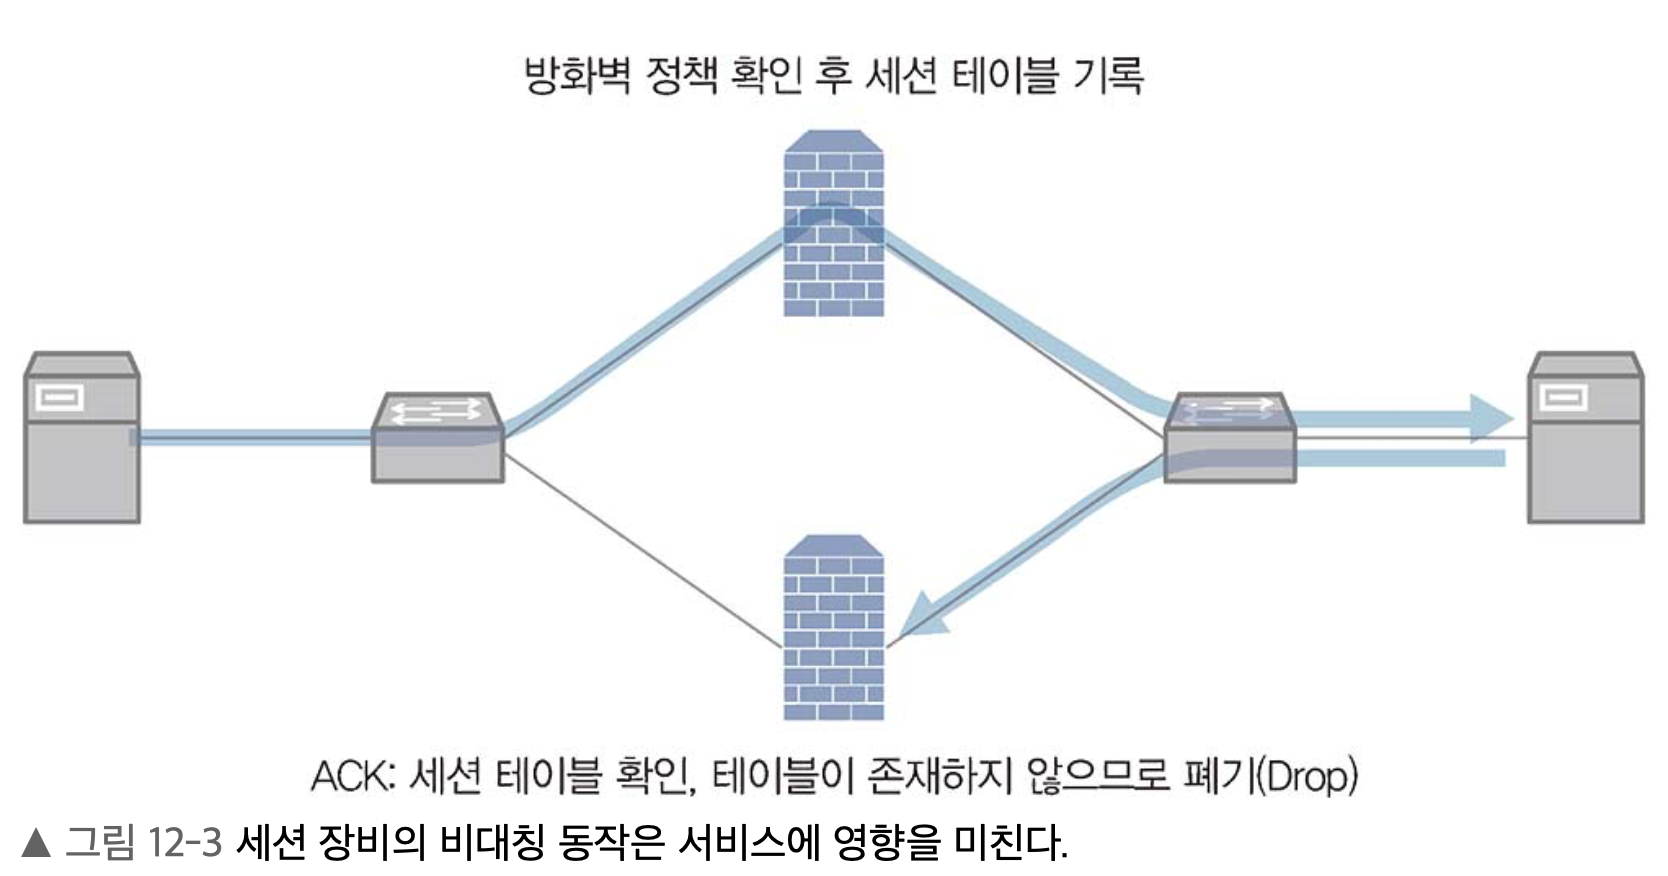 방화벽 정책 확인 후 세션 테이블 기록
ACK: 세션 테이블 확인, 테이블이 존재하지 않으므로 폐기(Drop)
▲ 그림 12-3 세션 장비의 비대칭 동작은 서비스에 영향을 미친다.